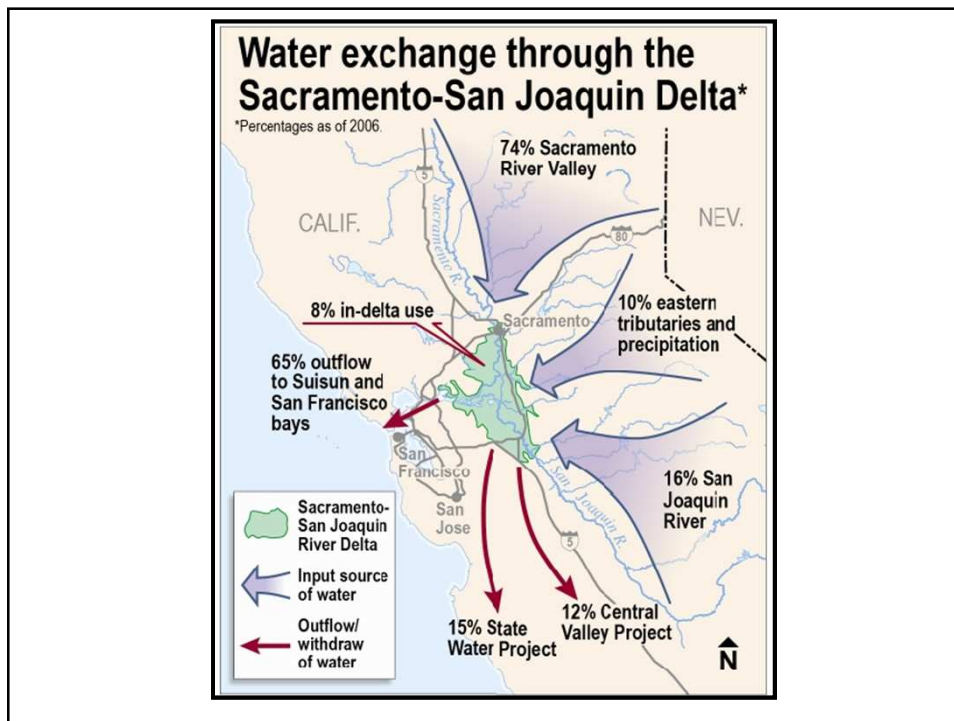 Water exchange through the
Sacramento-San Joaquin Delta*
*Percentages as of 2006.
74% Sacramento
River Valley
5
Sacramento R.
CALIF.
NEV.
80
8% in-delta use
Sacramento
10% eastern
tributaries and
precipitation
65% outflow
to Suisun and
San Francisco
bays
San
Francisco
San
Jose
San Joaquin R.
16% San
Joaquin
River
5
Sacramento-
San Joaquin
River Delta
Input source
of water
Outflow/
withdraw
of water
15% State
Water Project
12% Central
Valley Project
N